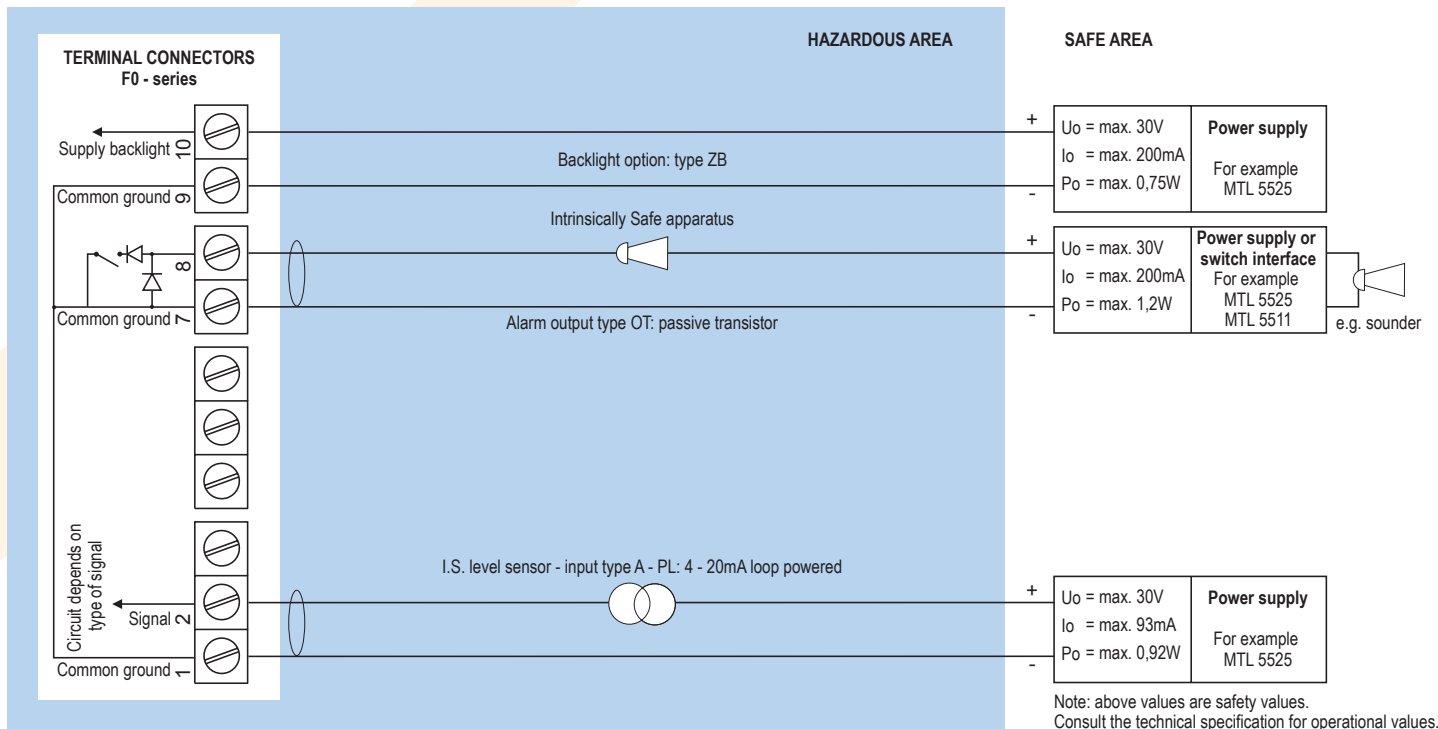 HAZARDOUS AREA
SAFE AREA
TERMINAL CONNECTORS
F0 - series
Supply backlight 10
Common ground 9
8
Common ground 7
Circuit depends on
type of signal
Signal 2
Common ground 1
Backlight option: type ZB
Intrinsically Safe apparatus
Alarm output type OT: passive transistor
I.S. level sensor - input type A - PL: 4 - 20mA loop powered
+
Uo = max. 30V
Io = max. 200mA
Po = max. 0,75W
-
Power supply
For example
MTL 5525
+
Uo = max. 30V
Io = max. 200mA
Po = max. 1,2W
-
Power supply or
switch interface
For example
MTL 5525
MTL 5511
e.g. sounder
+
Uo = max. 30V
Io = max. 93mA
Po = max. 0,92W
-
Power supply
For example
MTL 5525
Note: above values are safety values.
Consult the technical specification for operational values.